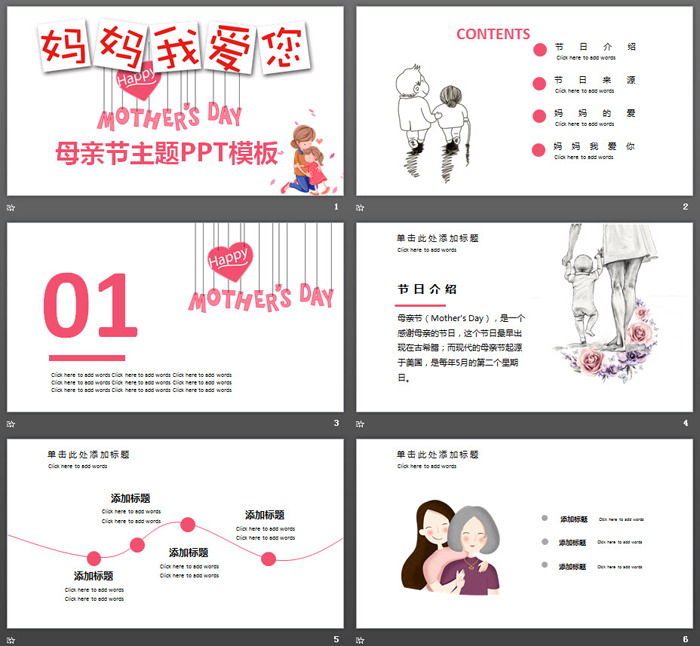 妈妈我爱您
Happy
MOTHER'S DAY
母亲节主题PPT模板
1
CONTENTS
节日介绍
Click here to add words
节日来源
Click here to add words
妈妈的爱
Click here to add words
妈妈我爱你
Click here to add words
2
Happy
MOTHER'S DAY
01
Click here to add words Click here to add words Click here to add words
Click here to add words Click here to add words Click here to add words
Click here to add words Click here to add words Click here to add words
3
单击此处添加标题
Click here to add words
节日介绍
母亲节（Mother's Day），是一个
感谢母亲的节日，这个节日最早出
现在古希腊；而现代的母亲节起源
于美国，是每年5月的第二个星期
日。
4
单击此处添加标题
Click here to add words
添加标题
Click here to add words
Click here to add words
添加标题
Click here to add words
Click here to add words
添加标题
Click here to add words
Click here to add words
添加标题
Click here to add words
Click here to add words
5
单击此处添加标题
Click here to add words
添加标题 Click here to add words
添加标题 Click here to add words
添加标题 Click here to add words
6